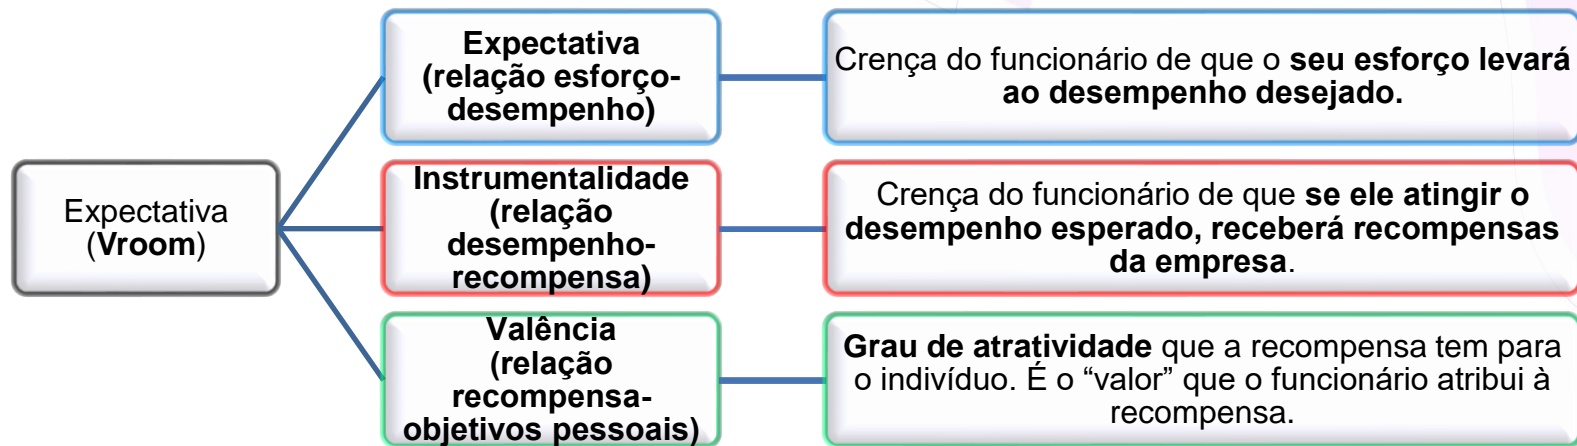 Expectativa
(Vroom)
Expectativa
(relação esforço-
desempenho)
Crença do funcionário de que o seu esforço levará
ao desempenho desejado.
Instrumentalidade
(relação
desempenho-
recompensa)
Crença do funcionário de que se ele atingir o
desempenho esperado, receberá recompensas
da empresa.
Valência
(relação
recompensa-
objetivos pessoais)
Grau de atratividade que a recompensa tem para
o indivíduo. É o “valor” que o funcionário atribui à
recompensa.